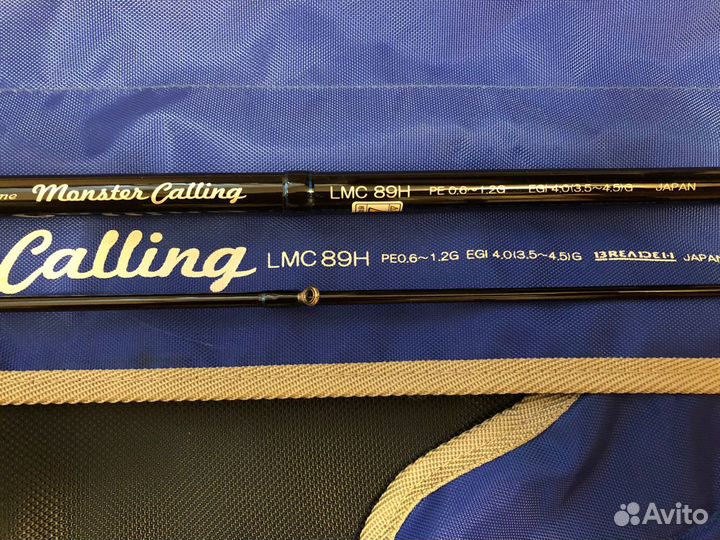 me Monster Calling LMC 89H PE 0.6~1.2G EGI 4.0(3.5~4.5)G JAPAN
Calling LMC 89H PE0.6~1.2G EGI 4.0(3.5~4.5)G BREADEN JAPAN
Avito